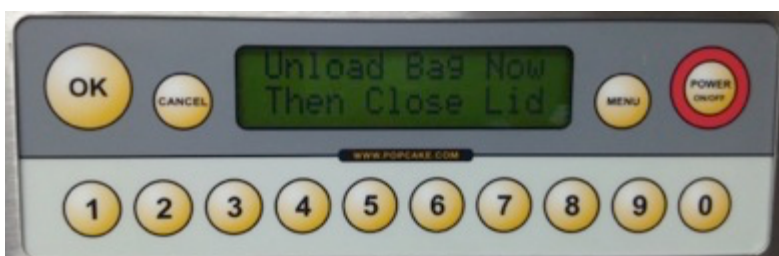 OK
CANCEL
Unload Bag Now
Then Close Lid
MENU
POWER
ON/OFF
WWW.POPCAKE.COM
1 2 3 4 5 6 7 8 9 0